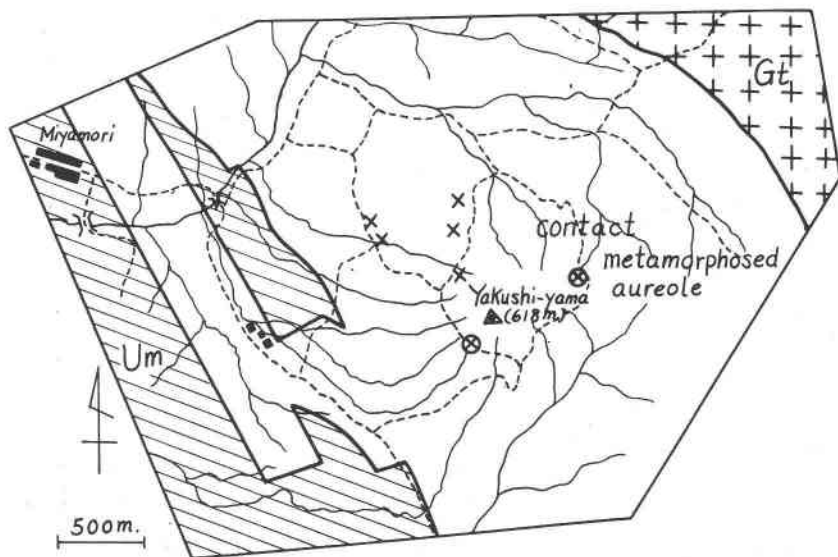 Gt
Miyamori
contact
metamorphosed
aureole
Yakushi-yama
(618m.)
Um
500m.